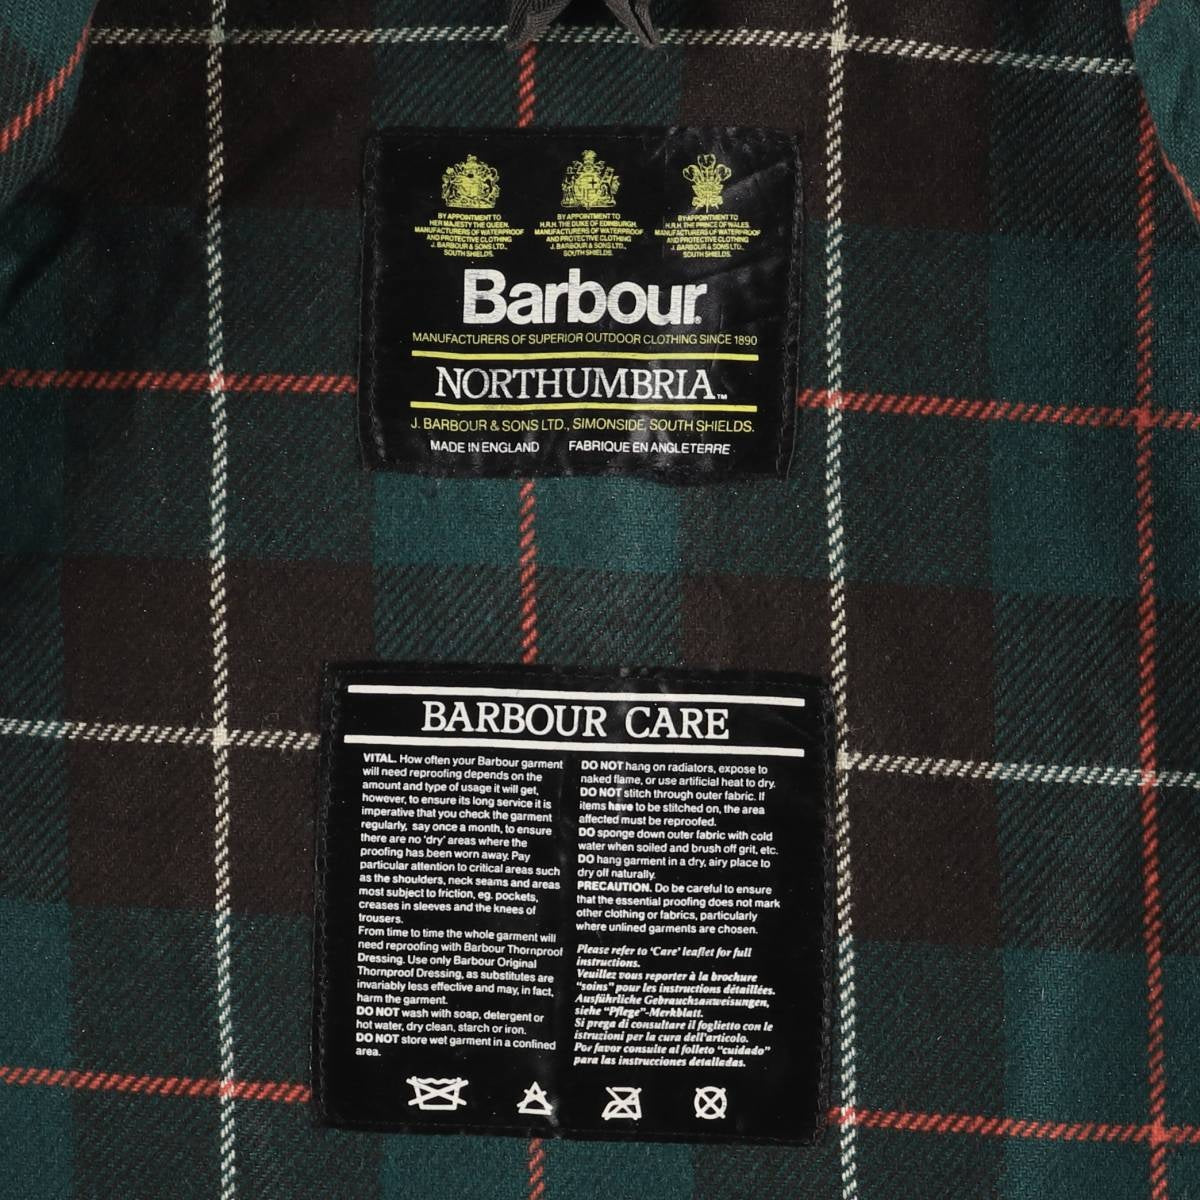 BY APPOINTMENT TO
HER MAJESTY THE QUEEN.
MANUFACTURERS OF WATERPROOF
AND PROTECTIVE CLOTHING
J. BARBOUR & SONS LTD.,
SOUTH SHIELDS.
BY APPOINTMENT TO
H.R.H. THE DUKE OF EDINBURGH.
MANUFACTURERS OF WATERPROOF
AND PROTECTIVE CLOTHING
J. BARBOUR & SONS LTD.,
SOUTH SHIELDS.
BY APPOINTMENT TO
H.R.H. THE PRINCE OF WALES.
MANUFACTURERS OF WATERPROOF
AND PROTECTIVE CLOTHING
J. BARBOUR & SONS LTD.,
SOUTH SHIELDS.
Barbour®
MANUFACTURERS OF SUPERIOR OUTDOOR CLOTHING SINCE 1890
NORTHUMBRIA™
J. BARBOUR & SONS LTD., SIMONSIDE, SOUTH SHIELDS.
MADE IN ENGLAND FABRIQUE EN ANGLETERRE
BARBOUR CARE
VITAL. How often your Barbour garment
will need reproofing depends on the
amount and type of usage it will get,
however, to ensure its long service it is
imperative that you check the garment
regularly, say once a month, to ensure
there are no 'dry' areas where the
proofing has been worn away. Pay
particular attention to critical areas such
as the shoulders, neck seams and areas
most subject to friction, eg. pockets,
creases in sleeves and the knees of
trousers.
From time to time the whole garment will
need reproofing with Barbour Thornproof
Dressing. Use only Barbour Original
Thornproof Dressing, as substitutes are
invariably less effective and may, in fact,
harm the garment.
DO NOT wash with soap, detergent or
hot water, dry clean, starch or iron.
DO NOT store wet garment in a confined
area.
DO NOT hang on radiators, expose to
naked flame, or use artificial heat to dry.
DO NOT stitch through outer fabric. If
items have to be stitched on, the area
affected must be reproofed.
DO sponge down outer fabric with cold
water when soiled and brush off grit, etc.
DO hang garment in a dry, airy place to
dry off naturally.
PRECAUTION. Do be careful to ensure
that the essential proofing does not mark
other clothing or fabrics, particularly
where unlined garments are chosen.
Please refer to 'Care' leaflet for full
instructions.
Veuillez vous reporter à la brochure
"soins" pour les instructions détaillées.
Ausführliche Gebrauchsanweisungen,
siehe "Pflege"-Merkblatt.
Si prega di consultare il foglietto con le
istruzioni per la cura dell'articolo.
Por favor consulte al folleto "cuidado"
para las instrucciones detalladas.